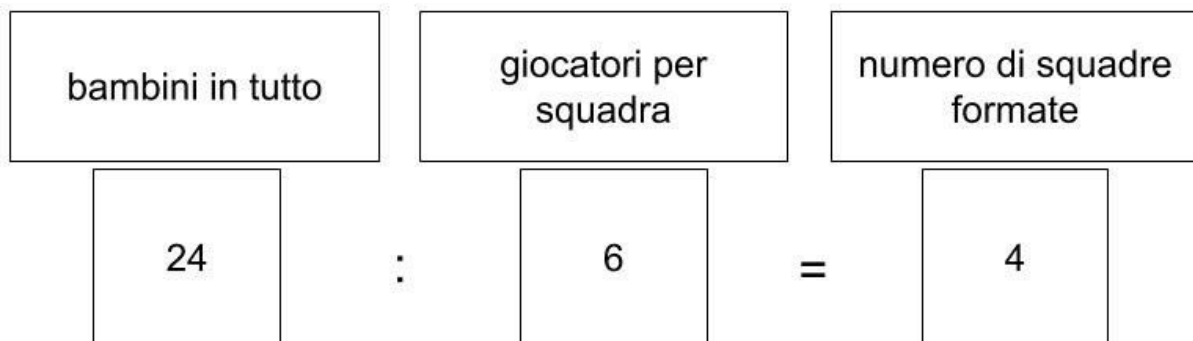 bambini in tutto
giocatori per
squadra
numero di squadre
formate
24 : 6 = 4